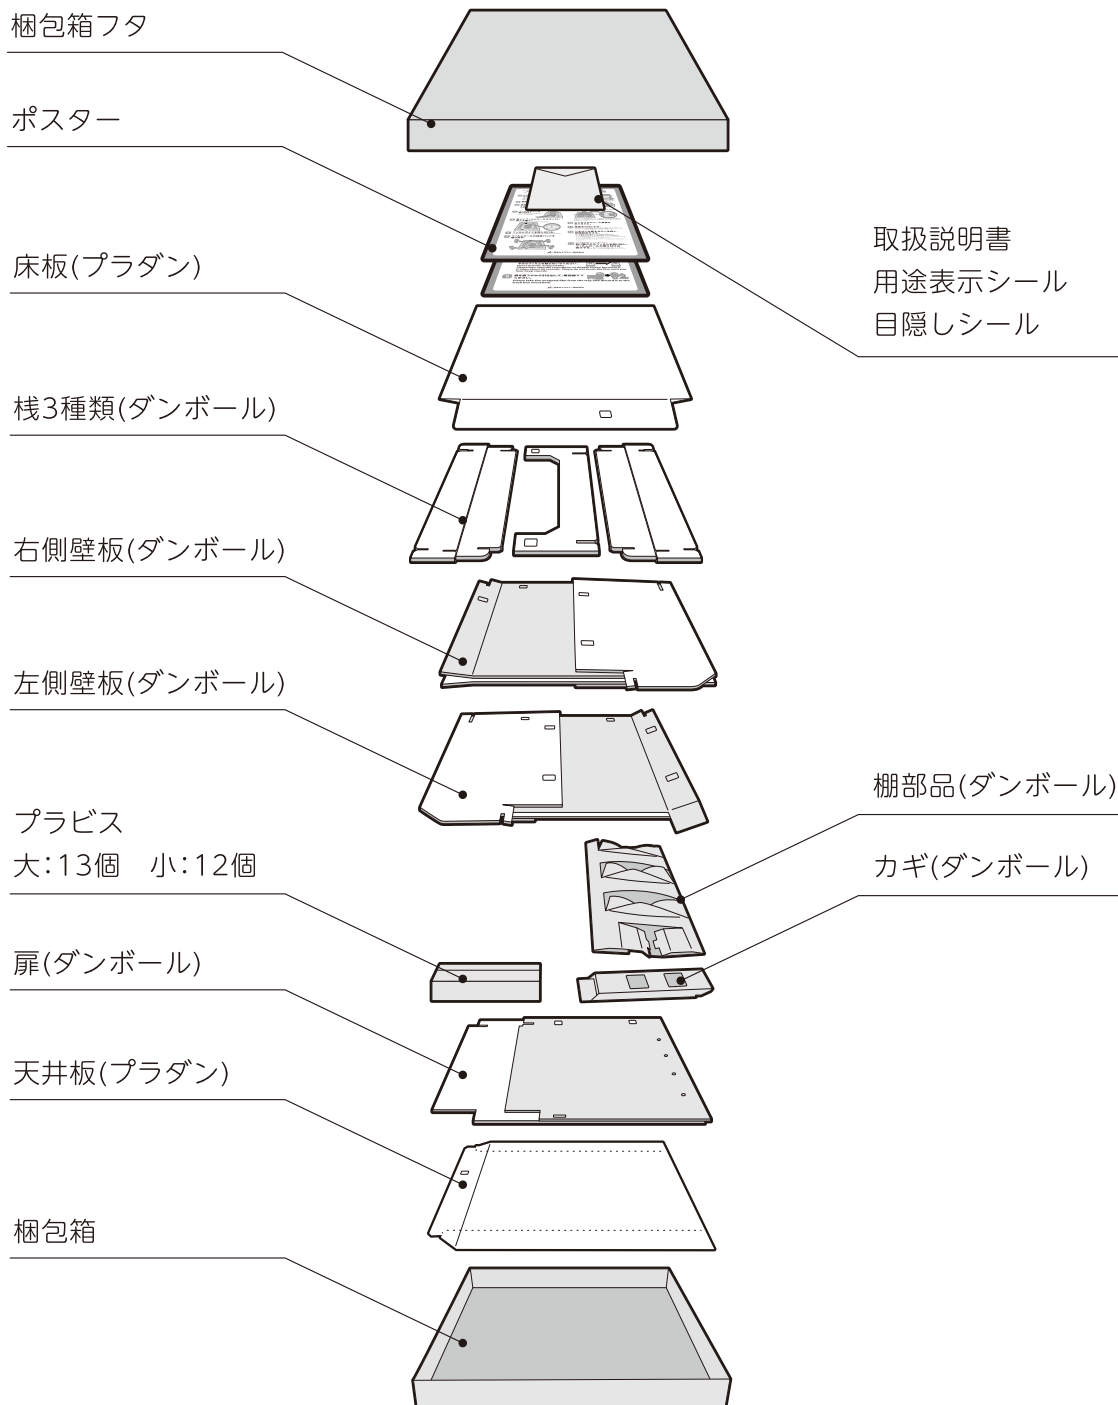 梱包箱フタ
ポスター
取扱説明書
用途表示シール
目隠しシール
床板(プラダン)
桟3種類(ダンボール)
右側壁板(ダンボール)
左側壁板(ダンボール)
棚部品(ダンボール)
プラビス
大:13個　小:12個
カギ(ダンボール)
扉(ダンボール)
天井板(プラダン)
梱包箱